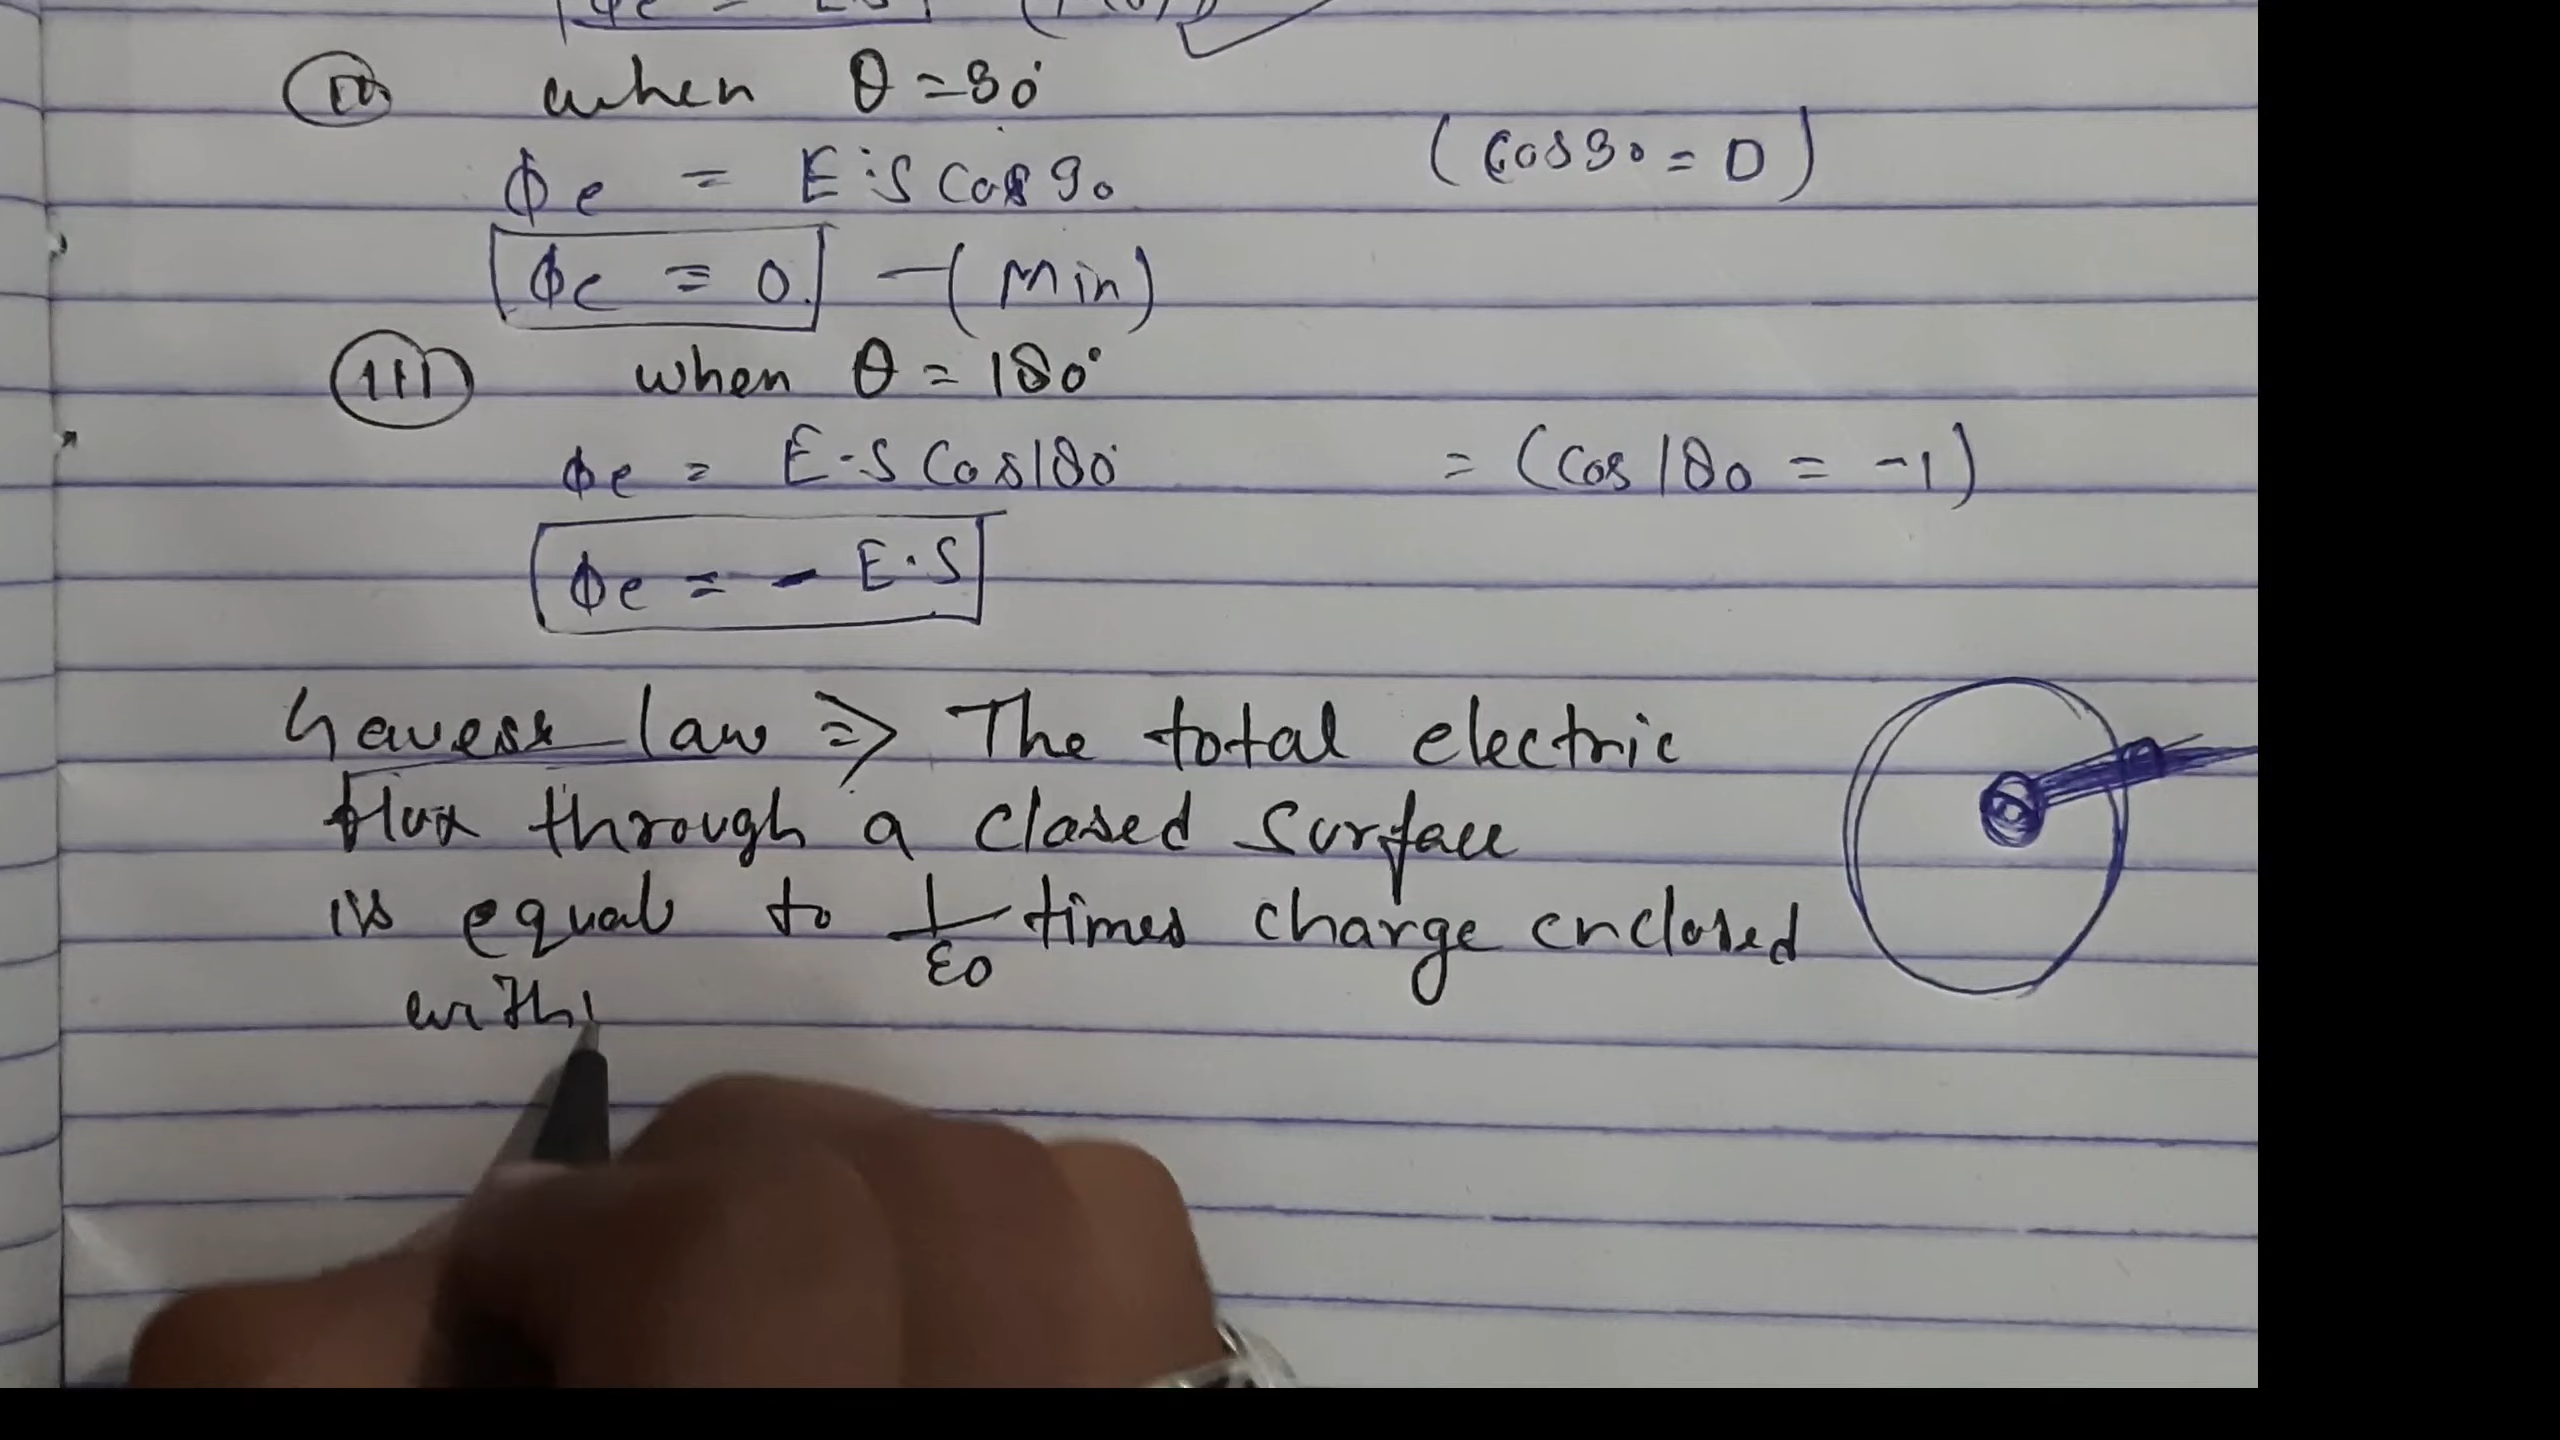 (II) when θ = 90°
ϕe = E.S Cos 90 (Cos 90 = 0)
ϕe = 0. - (Min)
(III) when θ = 180°
ϕe = E.S Cos 180° = (Cos 180 = -1)
ϕe = - E.S
law ⇒ The total electric
flux through a closed surface
is equal to 1/ε0 times charge enclosed
withi